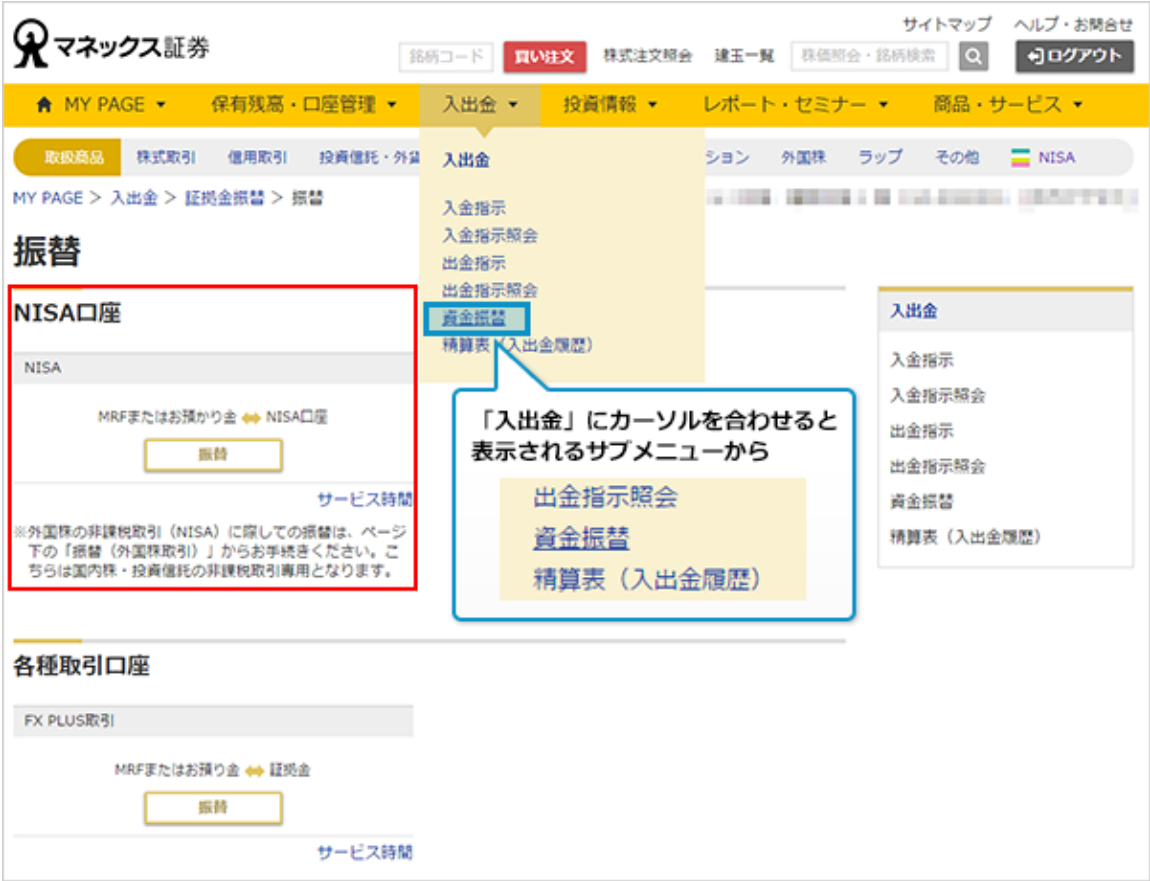 マネックス証券
サイトマップ ヘルプ・お問合せ
銘柄コード 買い注文 株式注文照会 建玉一覧 株価照会・銘柄検索 ログアウト
MY PAGE ▼ 保有残高・口座管理 ▼ 入出金 ▼ 投資情報 ▼ レポート・セミナー ▼ 商品・サービス ▼
取扱商品 株式取引 信用取引 投資信託・外貨 ション 外国株 ラップ その他 NISA
MY PAGE > 入出金 > 証拠金振替 > 振替
振替
入出金
入金指示
入金指示照会
出金指示
出金指示照会
資金振替
精算表（入出金履歴）
NISA口座
NISA
MRFまたはお預かり金 ⇔ NISA口座
振替
サービス時間
※外国株の非課税取引（NISA）に際しての振替は、ページ
下の「振替（外国株取引）」からお手続きください。こ
ちらは国内株・投資信託の非課税取引専用となります。
「入出金」にカーソルを合わせると
表示されるサブメニューから
出金指示照会
資金振替
精算表（入出金履歴）
入出金
入金指示
入金指示照会
出金指示
出金指示照会
資金振替
精算表（入出金履歴）
各種取引口座
FX PLUS取引
MRFまたはお預り金 ⇔ 証拠金
振替
サービス時間